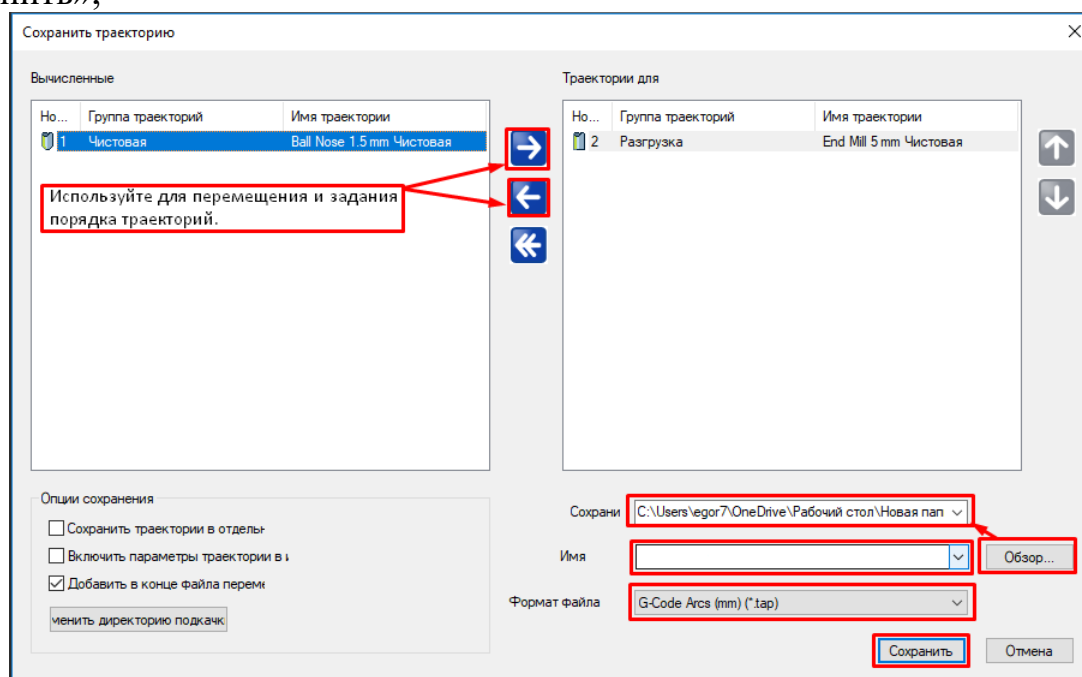 нить»,
Сохранить траекторию
Вычисленные
Траектории для
Но... Группа траекторий Имя траектории
Но... Группа траекторий Имя траектории
1 Чистовая Ball Nose 1.5 mm Чистовая
2 Разгрузка End Mill 5 mm Чистовая
Используйте для перемещения и задания
порядка траекторий.
Опции сохранения
Сохранить траектории в отдельн
Включить параметры траектории в и
Добавить в конце файла переме
менить директорию подкачк
Сохрани C:\Users\egor7\OneDrive\Рабочий стол\Новая пап
Имя
Обзор...
Формат файла G-Code Arcs (mm) (*.tap)
Сохранить Отмена